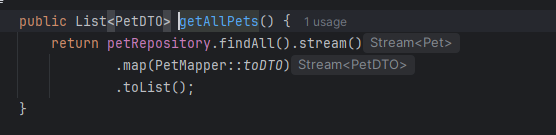 public List<PetDTO> getAllPets() { 1 usage
return petRepository.findAll().stream() Stream<Pet>
.map(PetMapper::toDTO) Stream<PetDTO>
.toList();
}